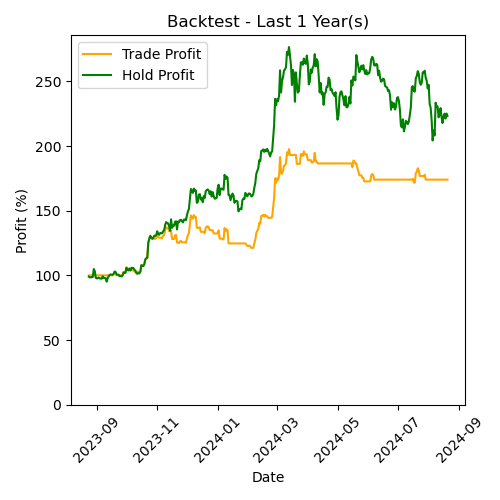 Backtest - Last 1 Year(s)
Trade Profit
Hold Profit
Profit (%)
250
200
150
100
50
0
2023-09
2023-11
2024-01
2024-03
2024-05
2024-07
2024-09
Date